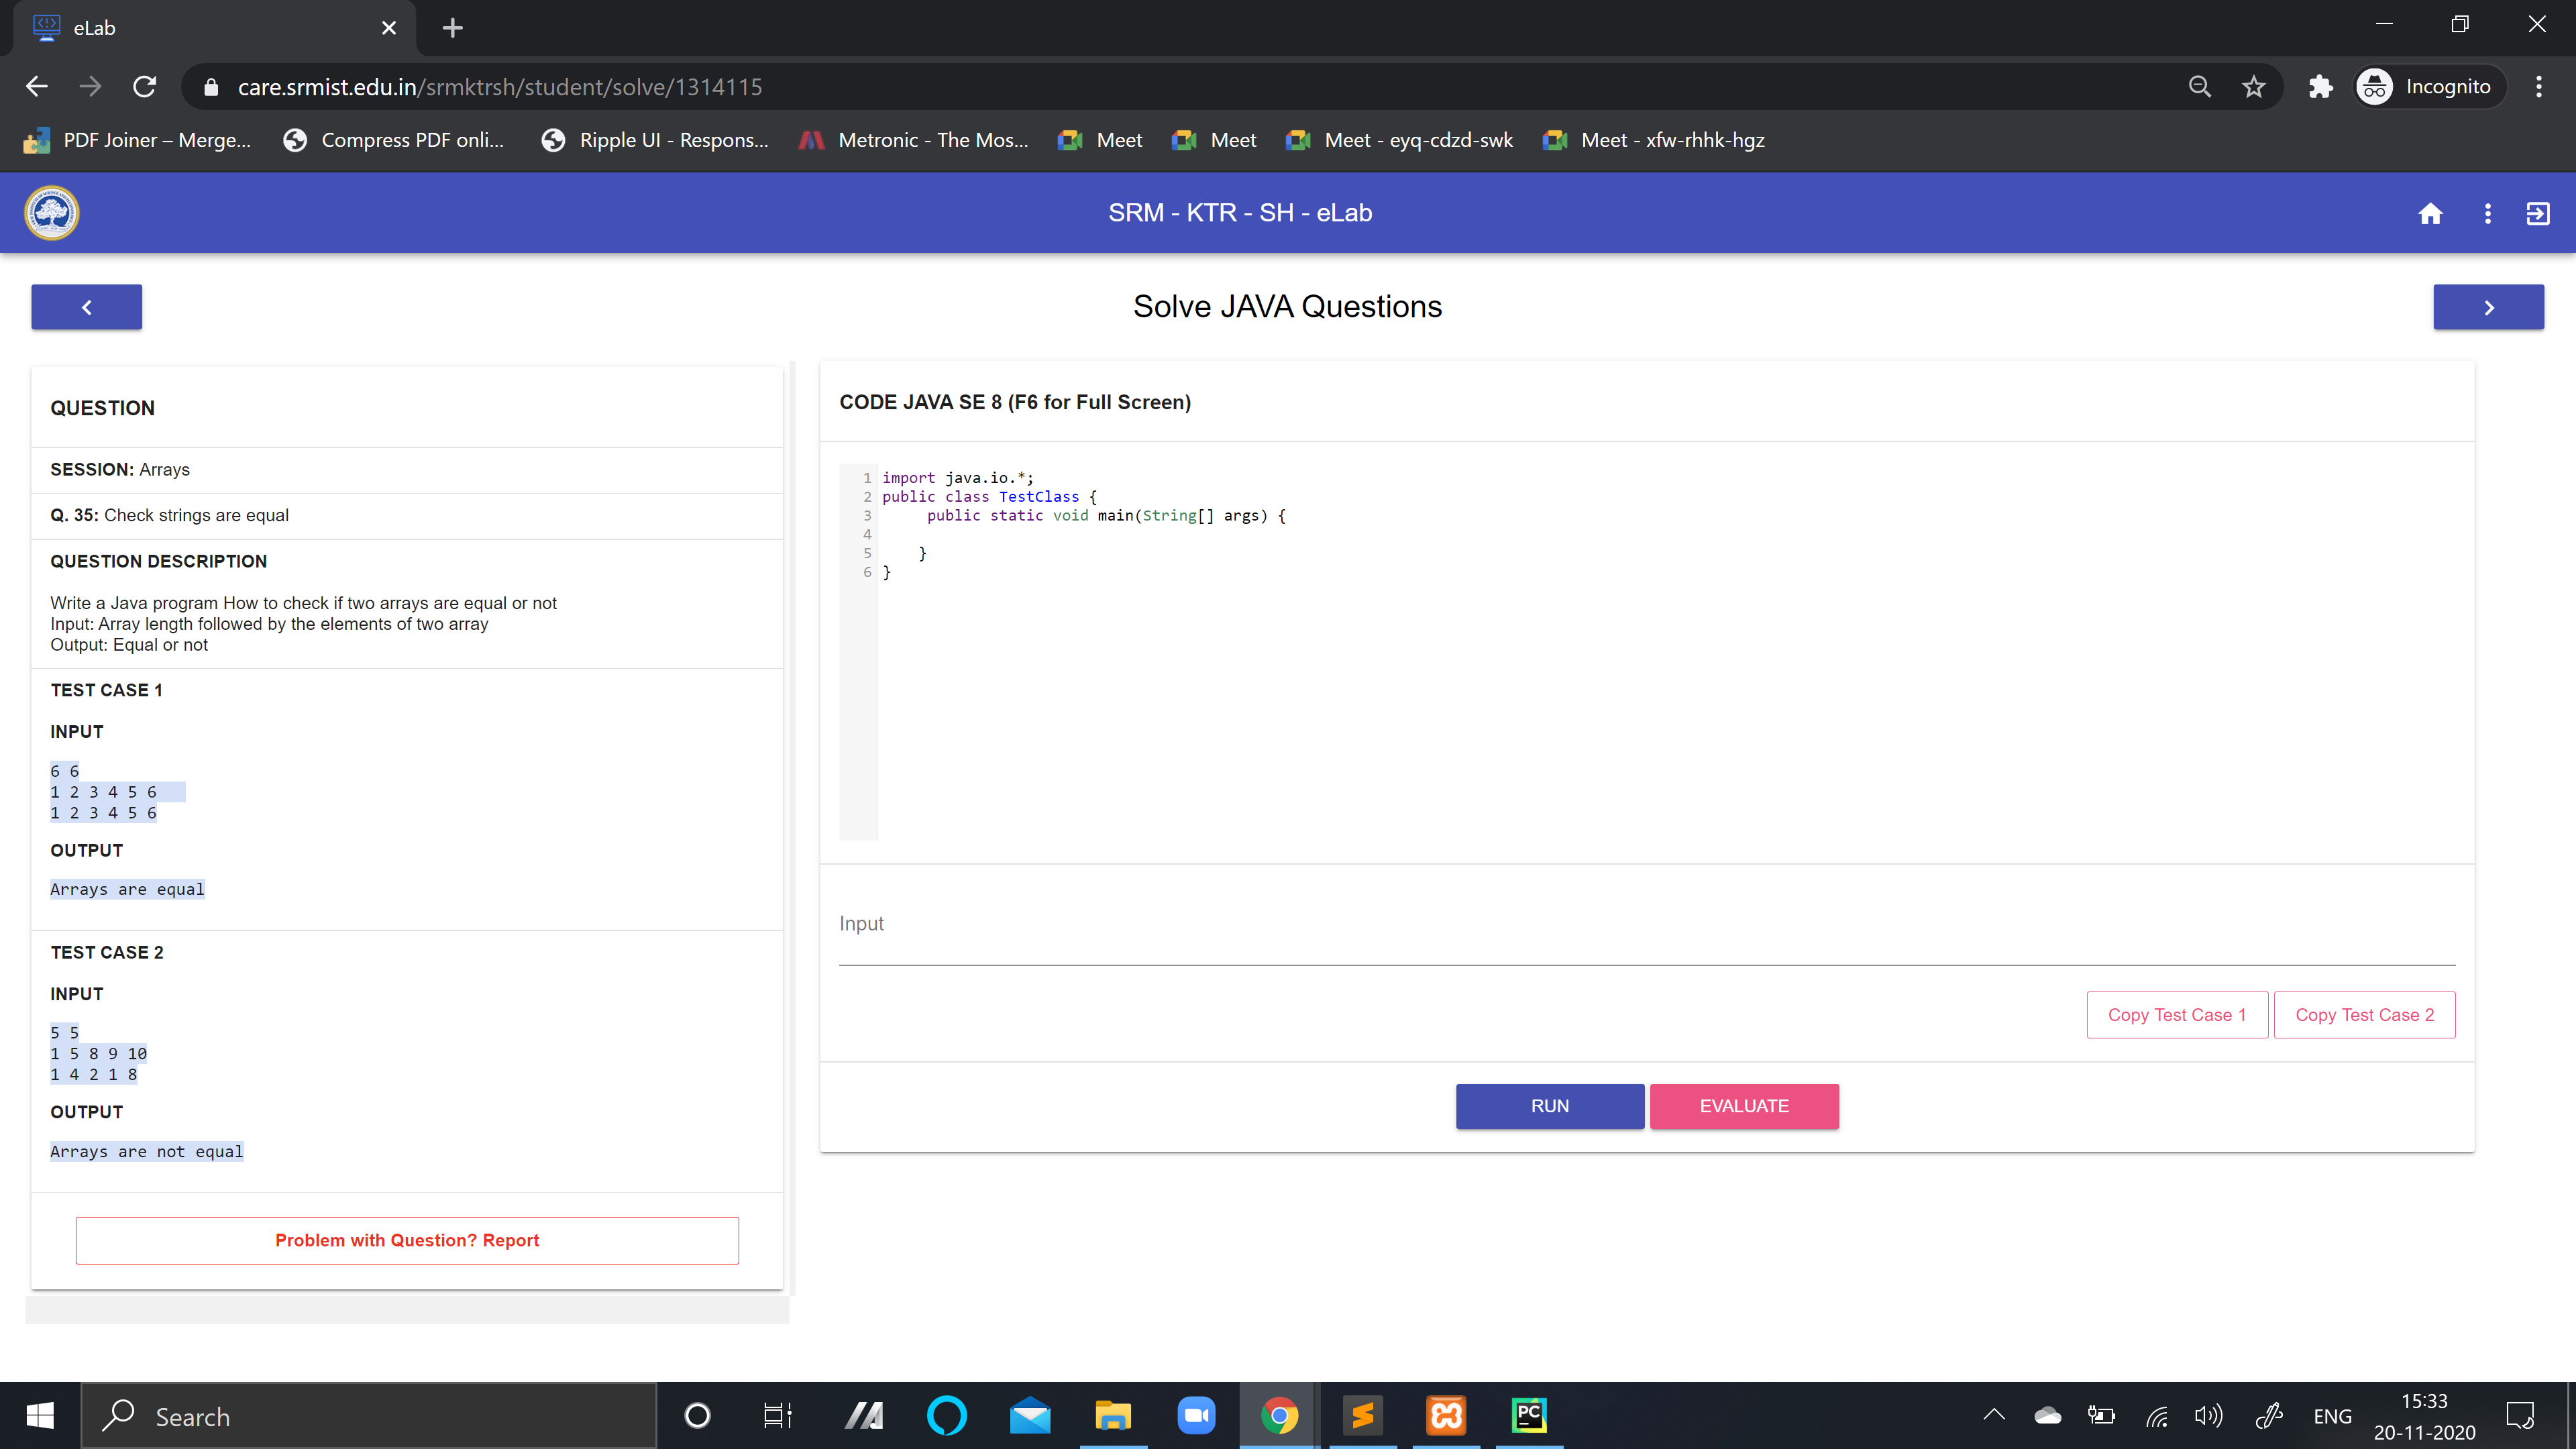 eLab
care.srmist.edu.in/srmktrsh/student/solve/1314115
Incognito
PDF Joiner – Merge...
Compress PDF onli...
Ripple UI - Respons...
Metronic - The Mos...
Meet
Meet
Meet - eyq-cdzd-swk
Meet - xfw-rhhk-hgz
SRM - KTR - SH - eLab
Solve JAVA Questions
QUESTION
SESSION: Arrays
Q. 35: Check strings are equal
QUESTION DESCRIPTION
Write a Java program How to check if two arrays are equal or not
Input: Array length followed by the elements of two array
Output: Equal or not
TEST CASE 1
INPUT
6 6
1 2 3 4 5 6
1 2 3 4 5 6
OUTPUT
Arrays are equal
TEST CASE 2
INPUT
5 5
1 5 8 9 10
1 4 2 1 8
OUTPUT
Arrays are not equal
Problem with Question? Report
CODE JAVA SE 8 (F6 for Full Screen)
1 import java.io.*;
2 public class TestClass {
3 public static void main(String[] args) {
4
5 }
6 }
Input
Copy Test Case 1
Copy Test Case 2
RUN
EVALUATE
Search
PC
ENG
15:33
20-11-2020